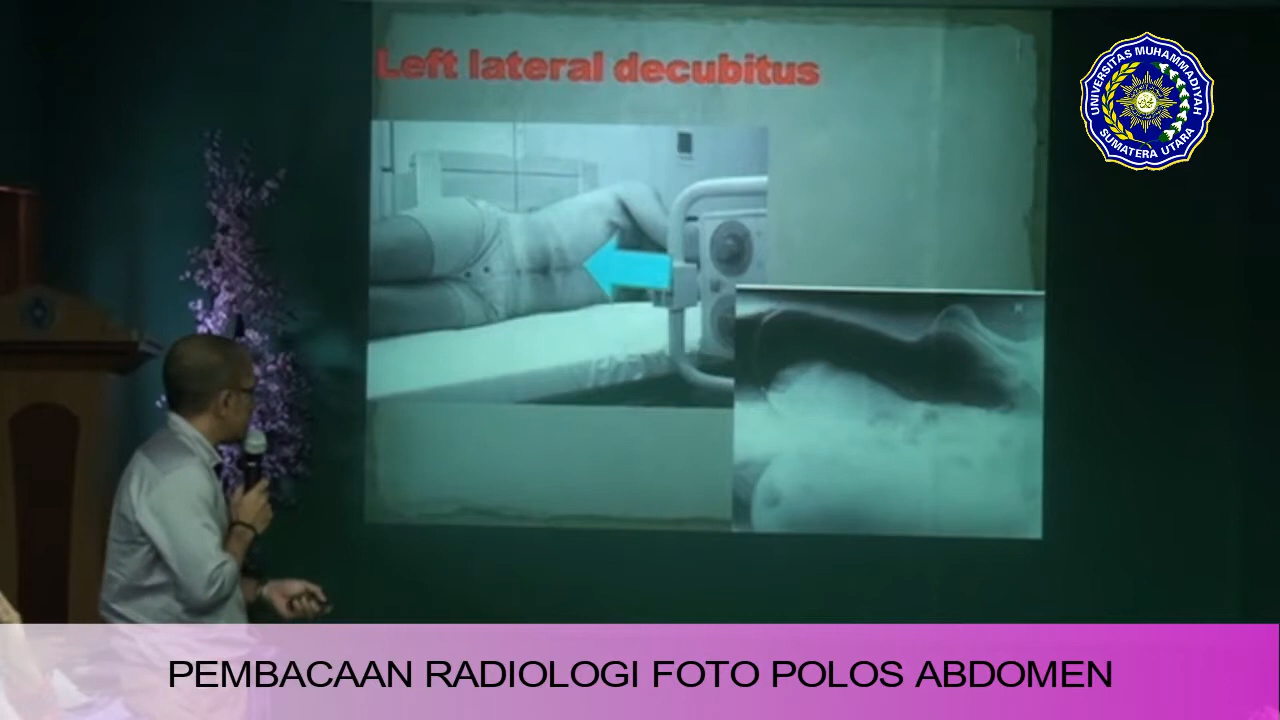 Left lateral decubitus
UNIVERSITAS MUHAMMADIYAH
SUMATERA UTARA
PEMBACAAN RADIOLOGI FOTO POLOS ABDOMEN